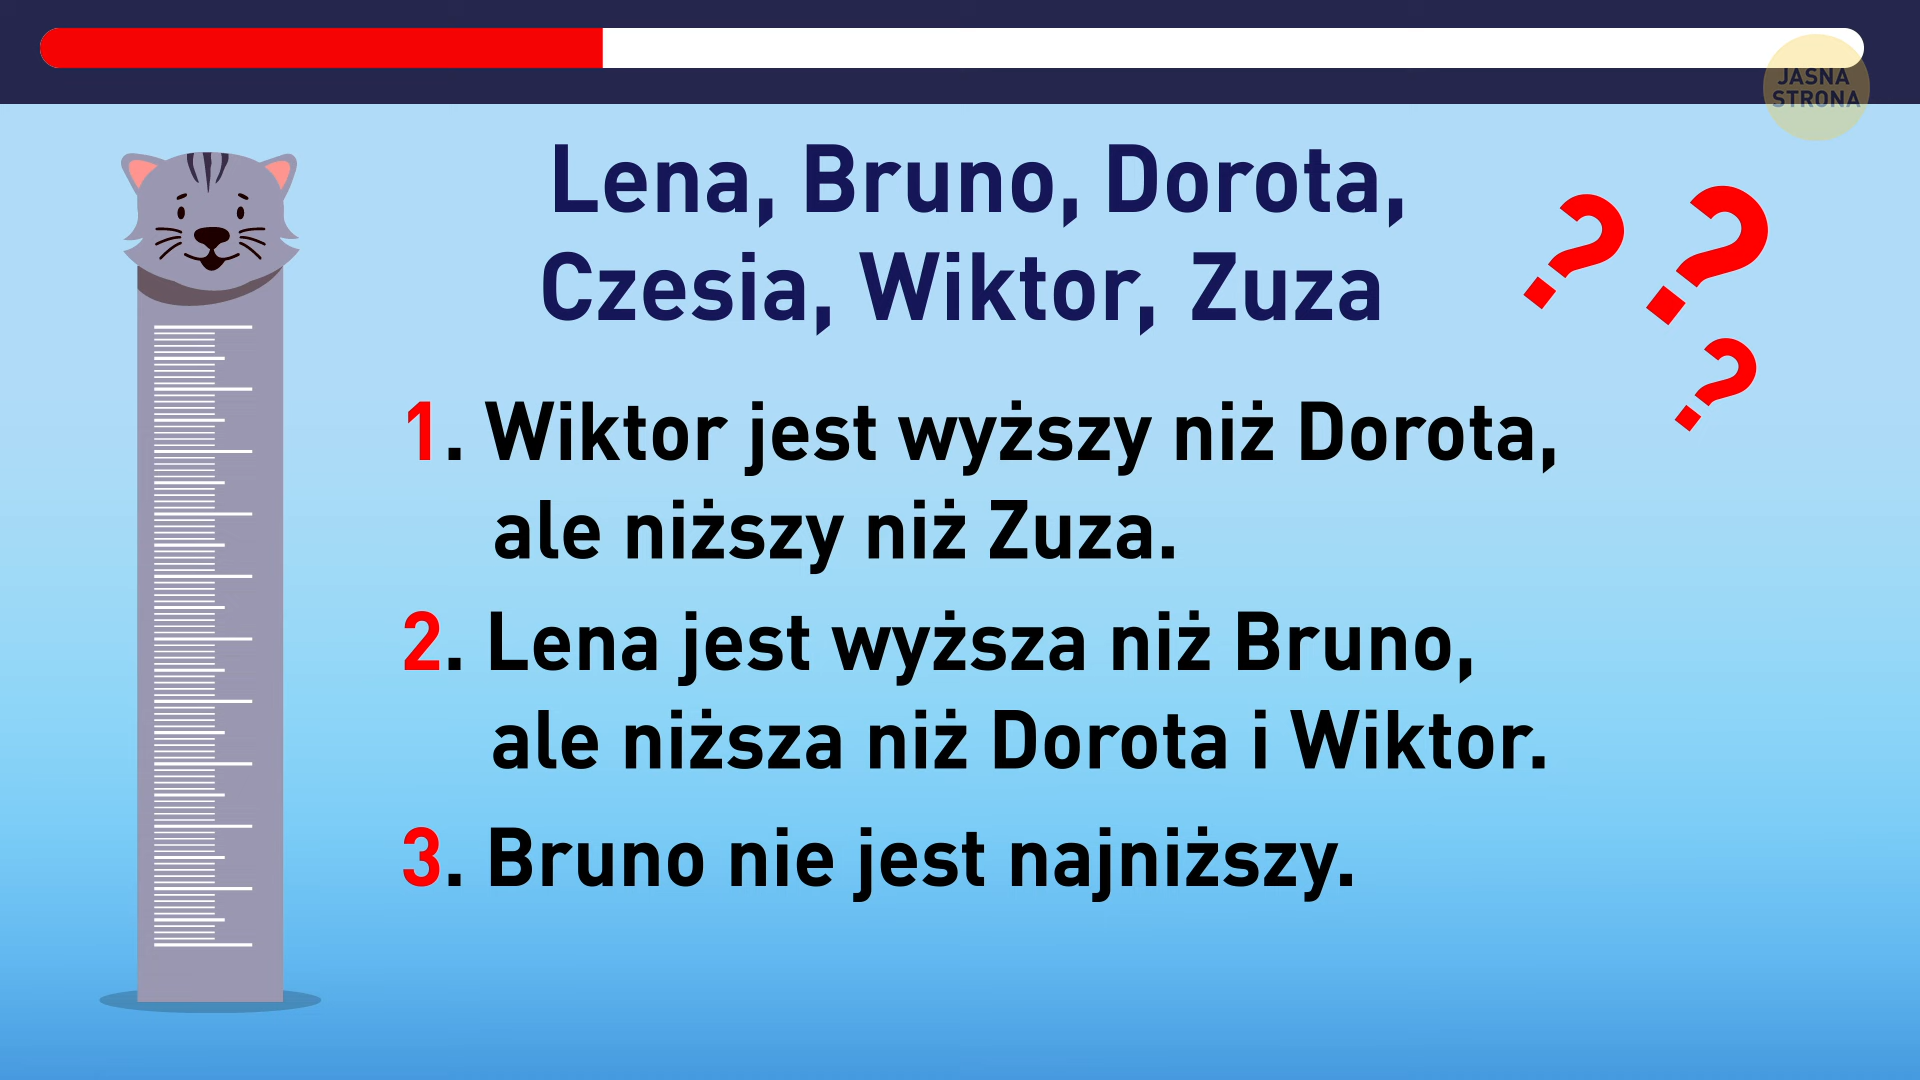 JASNA
STRONA
Lena, Bruno, Dorota,
Czesia, Wiktor, Zuza
? ? ?
1. Wiktor jest wyższy niż Dorota,
ale niższy niż Zuza.
2. Lena jest wyższa niż Bruno,
ale niższa niż Dorota i Wiktor.
3. Bruno nie jest najniższy.